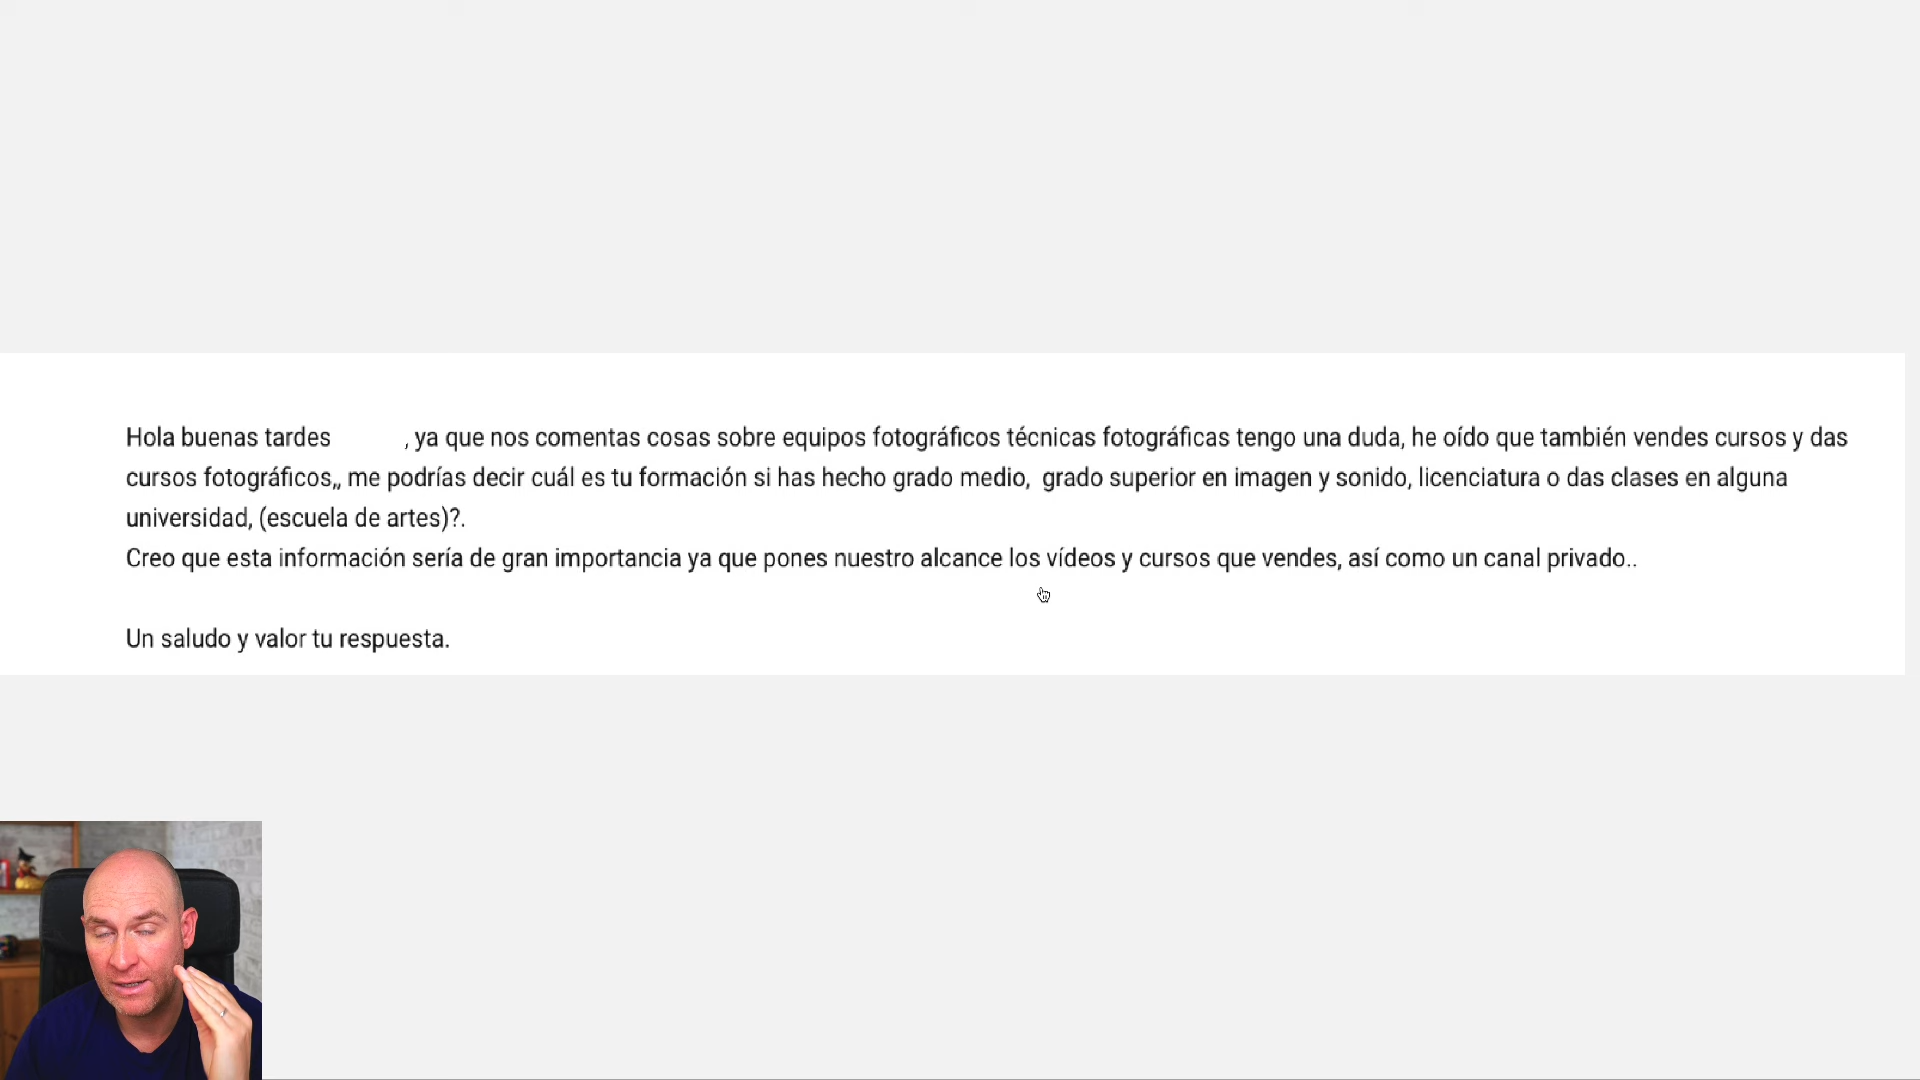 Hola buenas tardes , ya que nos comentas cosas sobre equipos fotográficos técnicas fotográficas tengo una duda, he oído que también vendes cursos y das
cursos fotográficos,, me podrías decir cuál es tu formación si has hecho grado medio, grado superior en imagen y sonido, licenciatura o das clases en alguna
universidad, (escuela de artes)?.
Creo que esta información sería de gran importancia ya que pones nuestro alcance los vídeos y cursos que vendes, así como un canal privado..
Un saludo y valor tu respuesta.